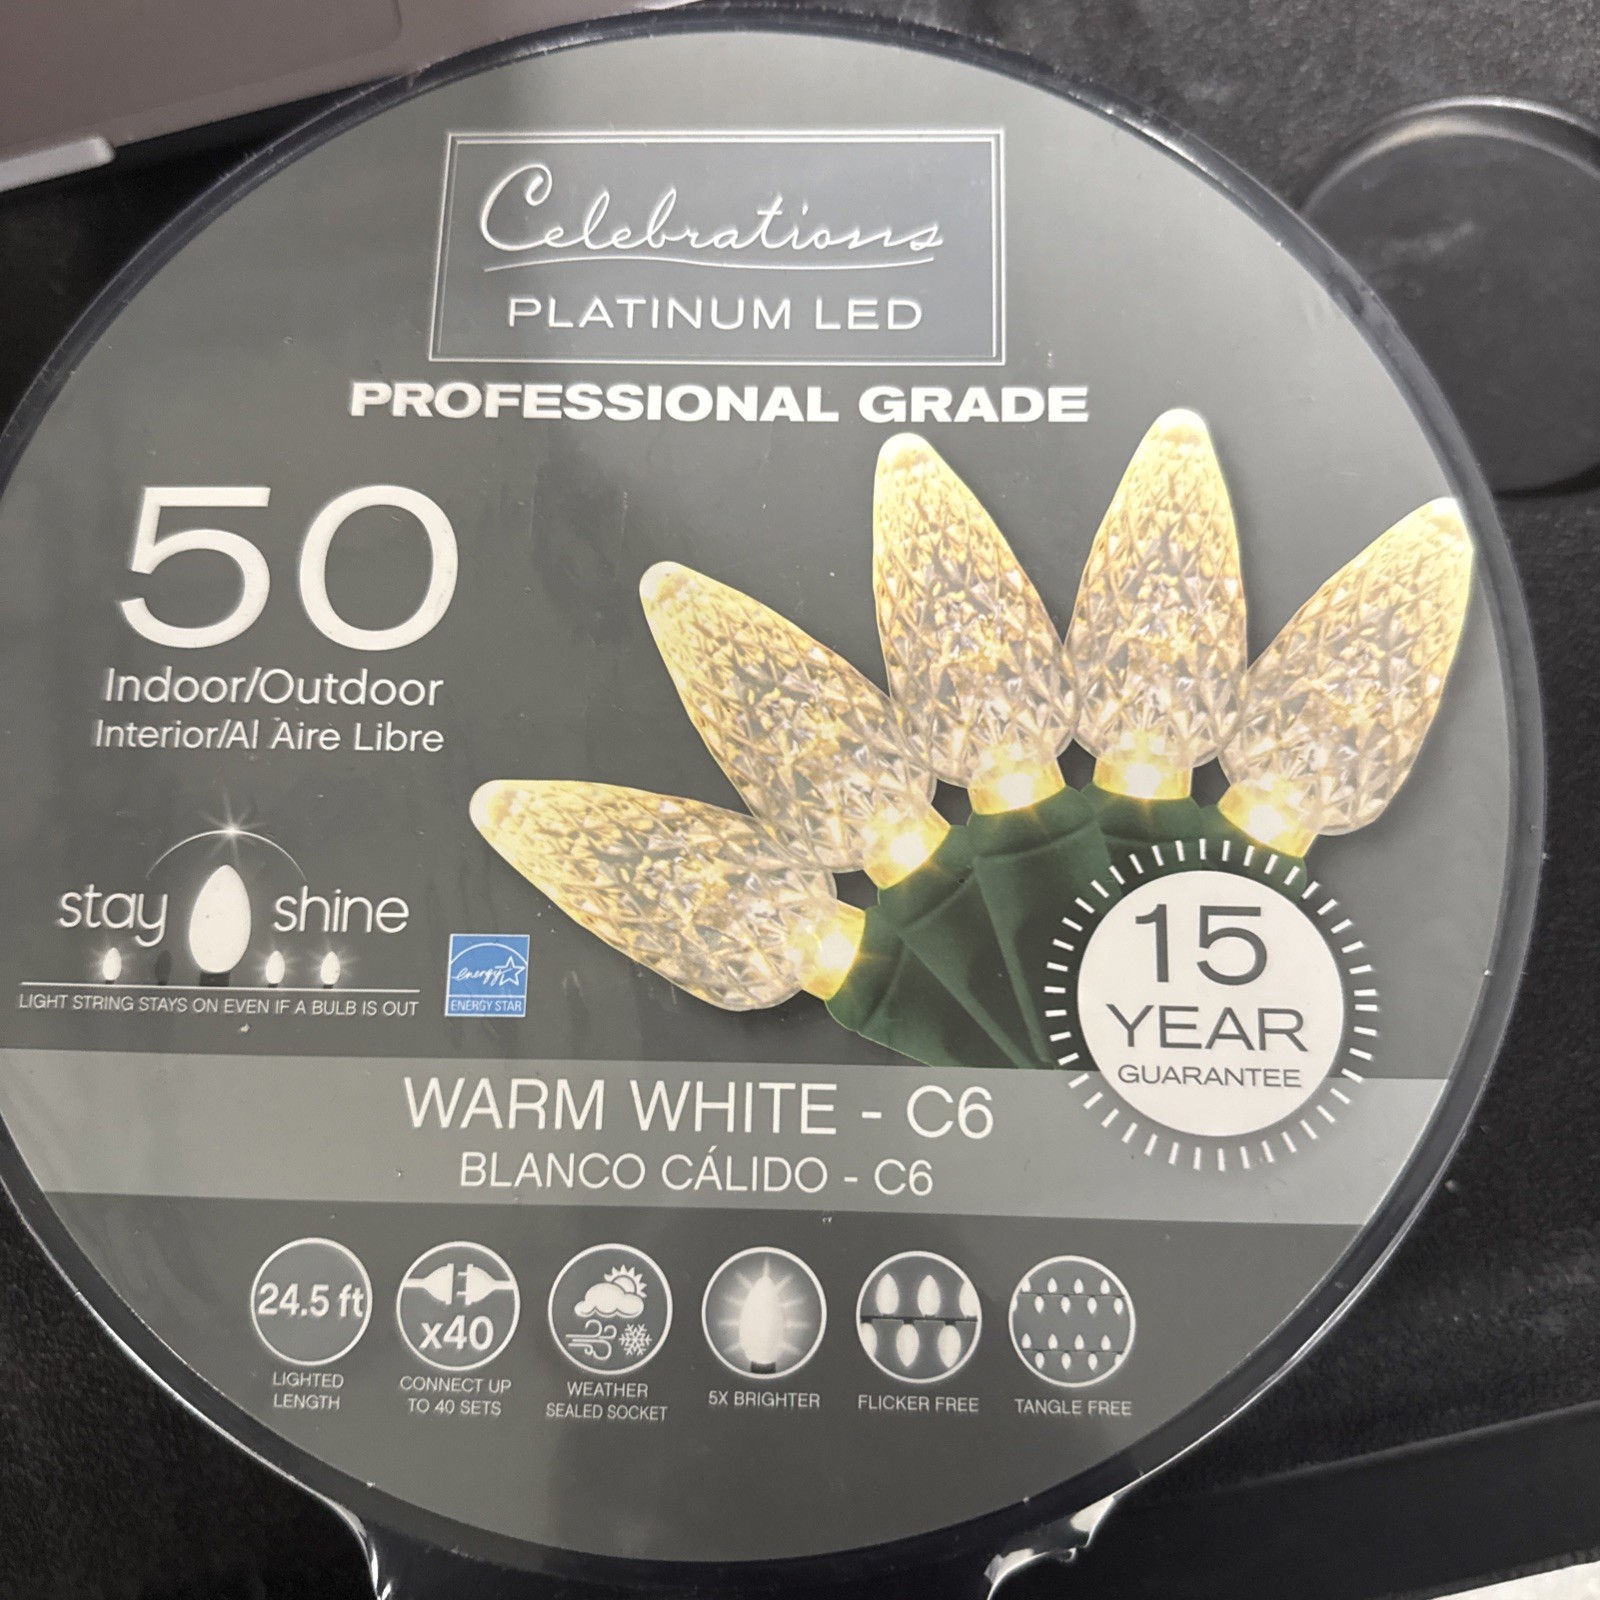 Celebrations
PLATINUM LED
PROFESSIONAL GRADE
50
Indoor/Outdoor
Interior/Al Aire Libre
stay shine
LIGHT STRING STAYS ON EVEN IF A BULB IS OUT
energy
ENERGY STAR
15
YEAR
GUARANTEE
WARM WHITE - C6
BLANCO CÁLIDO - C6
24.5 ft
LIGHTED
LENGTH
x40
CONNECT UP
TO 40 SETS
WEATHER
SEALED SOCKET
5X BRIGHTER
FLICKER FREE
TANGLE FREE